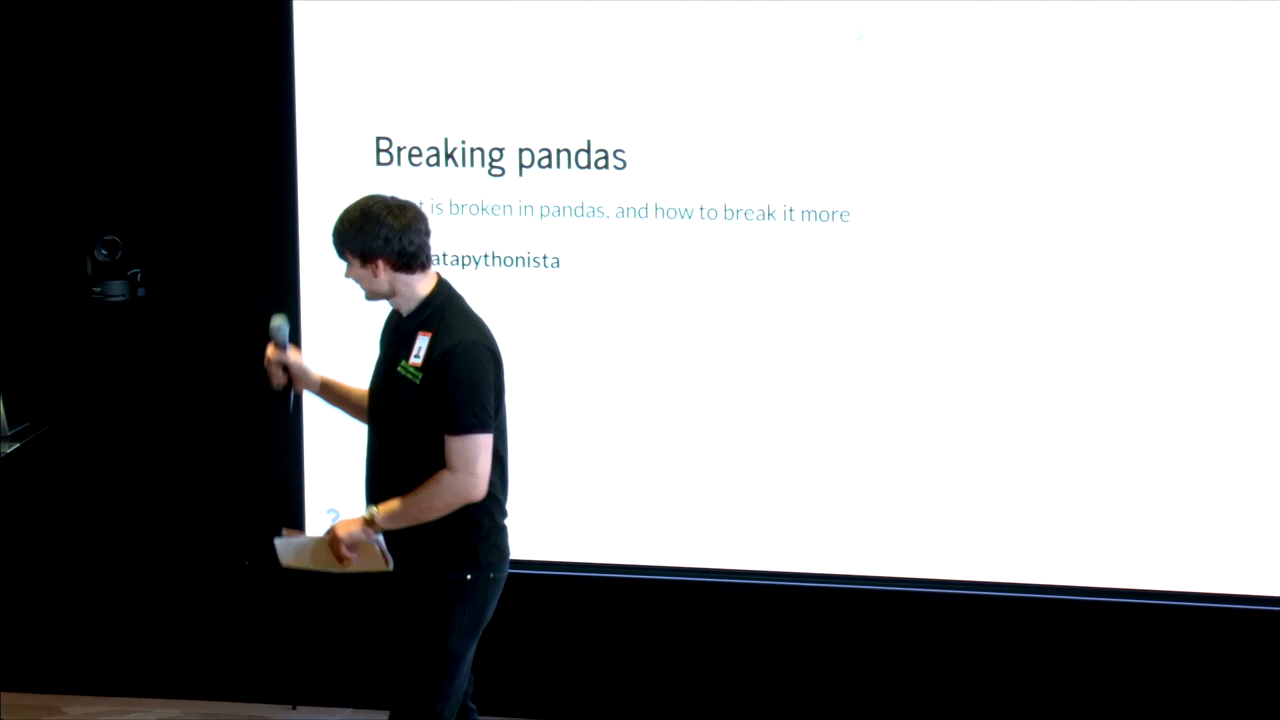 Breaking pandas
is broken in pandas, and how to break it more
atapythonista